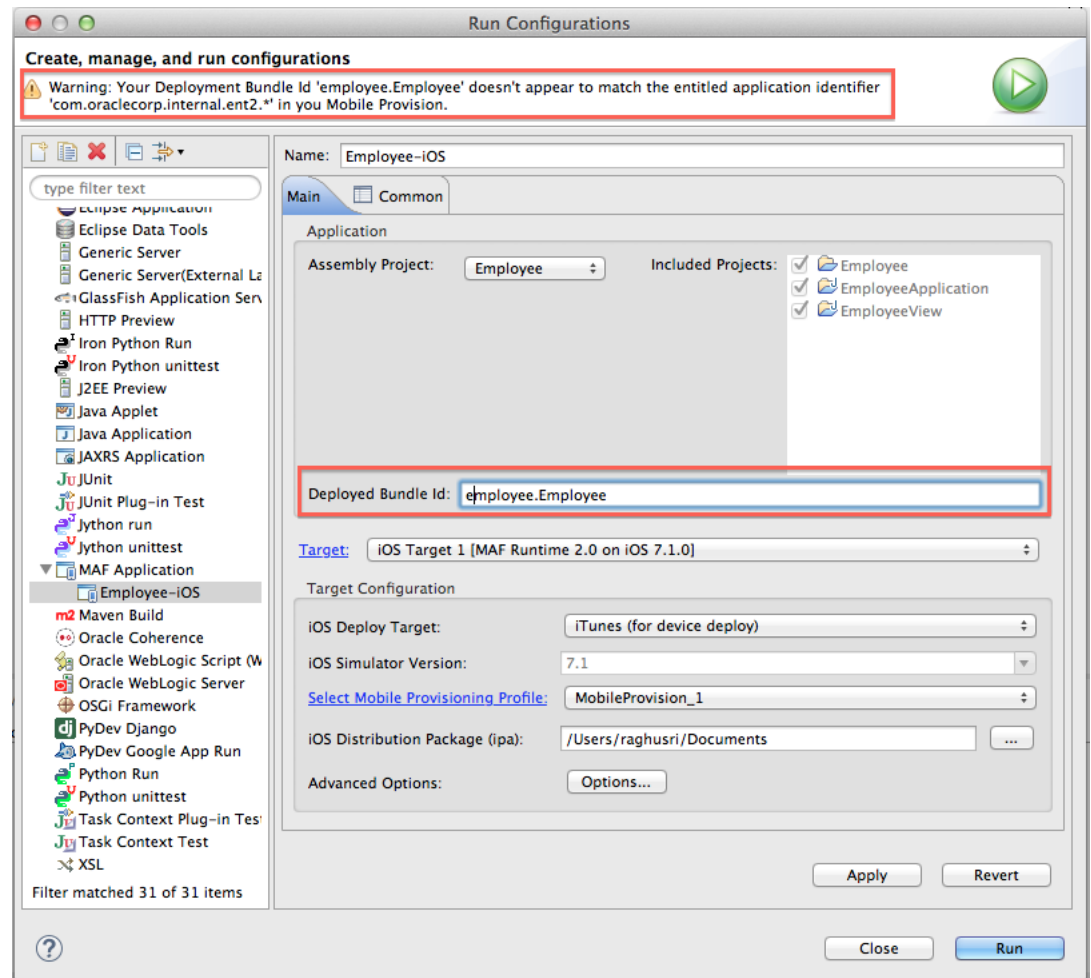 Run Configurations
Create, manage, and run configurations
Warning: Your Deployment Bundle Id 'employee.Employee' doesn't appear to match the entitled application identifier
'com.oraclecorp.internal.ent2.*' in you Mobile Provision.
Name: Employee-iOS
type filter text
Main Common
Eclipse Application
Eclipse Data Tools
Generic Server
Generic Server(External La
GlassFish Application Serv
HTTP Preview
Iron Python Run
Iron Python unittest
J2EE Preview
Java Applet
Java Application
JAXRS Application
JUnit
JUnit Plug-in Test
Jython run
Jython unittest
MAF Application
Employee-iOS
m2 Maven Build
Oracle Coherence
Oracle WebLogic Script (W
Oracle WebLogic Server
OSGi Framework
dj PyDev Django
PyDev Google App Run
Python Run
Python unittest
Task Context Plug-in Tes
Task Context Test
XSL
Filter matched 31 of 31 items
Application
Assembly Project: Employee Included Projects: Employee
EmployeeApplication
EmployeeView
Deployed Bundle Id: employee.Employee
Target: iOS Target 1 [MAF Runtime 2.0 on iOS 7.1.0]
Target Configuration
iOS Deploy Target: iTunes (for device deploy)
iOS Simulator Version: 7.1
Select Mobile Provisioning Profile: MobileProvision_1
iOS Distribution Package (ipa): /Users/raghusri/Documents ...
Advanced Options: Options...
Apply Revert
? Close Run